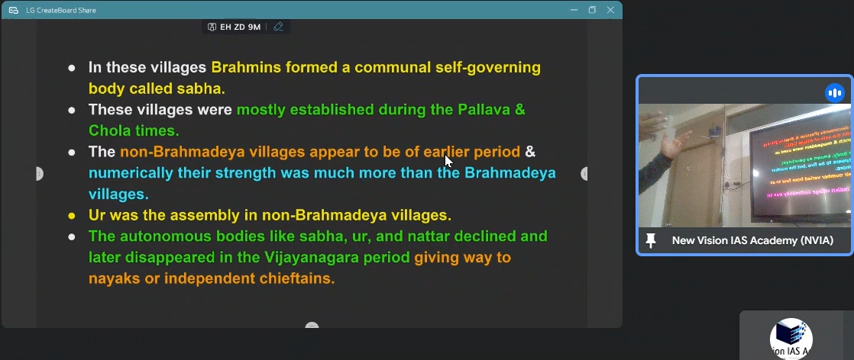 LG CreateBoard Share
EH ZD 9M
In these villages Brahmins formed a communal self-governing
body called sabha.
These villages were mostly established during the Pallava &
Chola times.
The non-Brahmadeya villages appear to be of earlier period &
numerically their strength was much more than the Brahmadeya
villages.
Ur was the assembly in non-Brahmadeya villages.
The autonomous bodies like sabha, ur, and nattar declined and
later disappeared in the Vijayanagara period giving way to
nayaks or independent chieftains.
New Vision IAS Academy (NVIA)